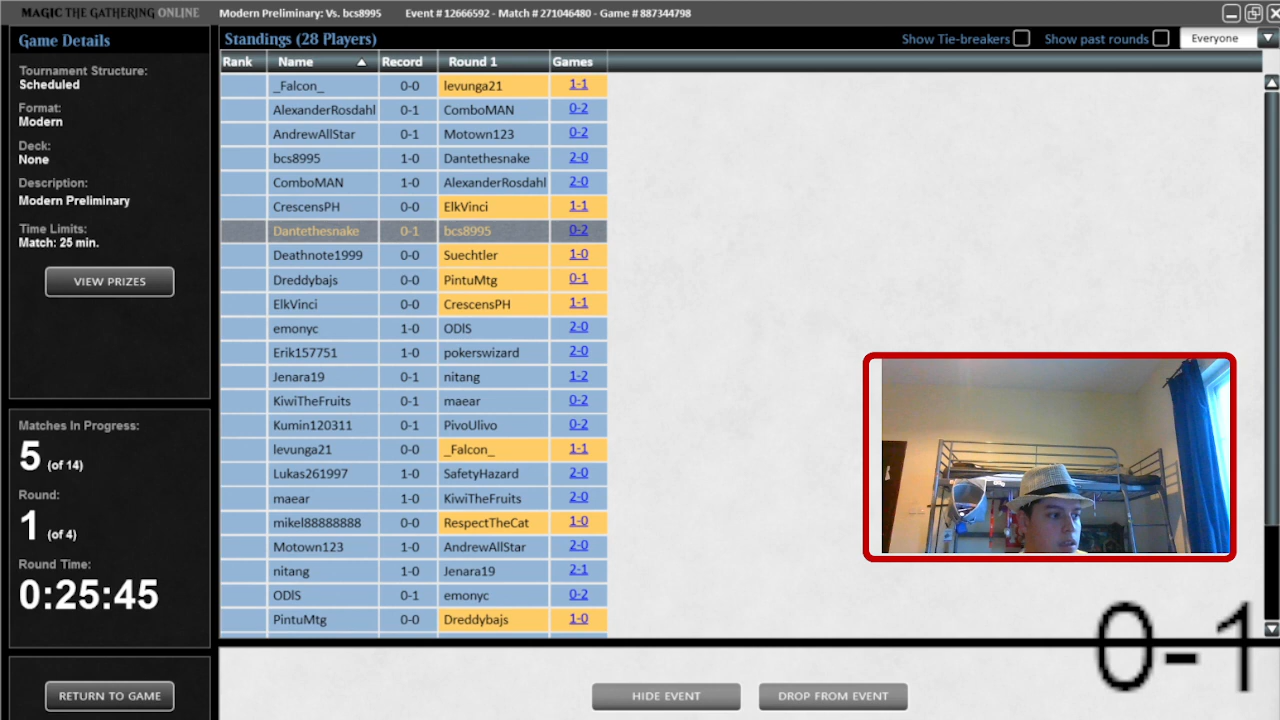 MAGIC THE GATHERING ONLINE Modern Preliminary: Vs. bcs8995 Event # 12666592 - Match # 271046480 - Game # 887344798
Game Details
Tournament Structure:
Scheduled
Format:
Modern
Deck:
None
Description:
Modern Preliminary
Time Limits:
Match: 25 min.
VIEW PRIZES
Matches In Progress:
5 (of 14)
Round:
1 (of 4)
Round Time:
0:25:45
RETURN TO GAME
Standings (28 Players) Show Tie-breakers Show past rounds Everyone
Rank Name Record Round 1 Games
_Falcon_ 0-0 levunga21 1-1
AlexanderRosdahl 0-1 ComboMAN 0-2
AndrewAllStar 0-1 Motown123 0-2
bcs8995 1-0 Dantethesnake 2-0
ComboMAN 1-0 AlexanderRosdahl 2-0
CrescensPH 0-0 ElkVinci 1-1
Dantethesnake 0-1 bcs8995 0-2
Deathnote1999 0-0 Suechtler 1-0
Dreddybajs 0-0 PintuMtg 0-1
ElkVinci 0-0 CrescensPH 1-1
emonyc 1-0 ODlS 2-0
Erik157751 1-0 pokerswizard 2-0
Jenara19 0-1 nitang 1-2
KiwiTheFruits 0-1 maear 0-2
Kumin120311 0-1 PivoUlivo 0-2
levunga21 0-0 _Falcon_ 1-1
Lukas261997 1-0 SafetyHazard 2-0
maear 1-0 KiwiTheFruits 2-0
mikel88888888 0-0 RespectTheCat 1-0
Motown123 1-0 AndrewAllStar 2-0
nitang 1-0 Jenara19 2-1
ODlS 0-1 emonyc 0-2
PintuMtg 0-0 Dreddybajs 1-0
0-1
HIDE EVENT DROP FROM EVENT